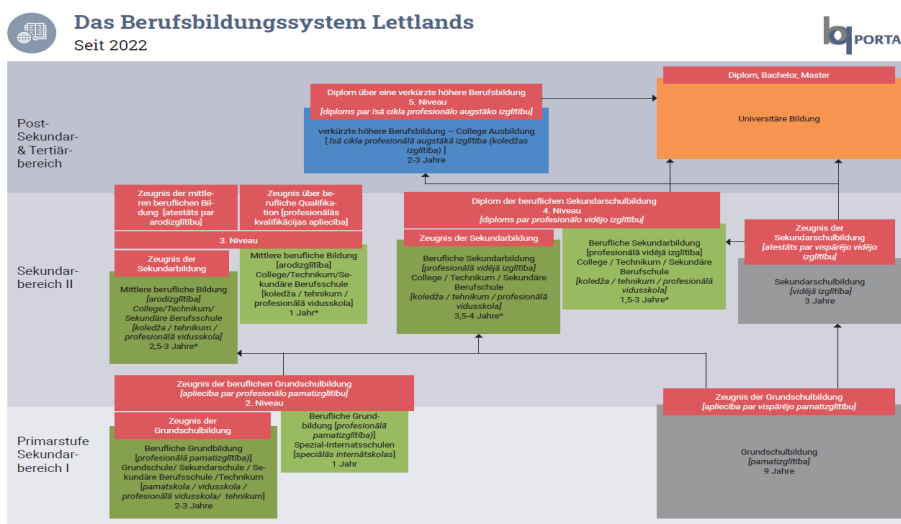 Das Berufsbildungssystem Lettlands
Seit 2022
bq PORTAL
Post-
Sekundar-
& Tertiär-
bereich
Diplom über eine verkürzte höhere Berufsbildung
5. Niveau
[diploms par īsā cikla profesionālo augstāko izglītību]
verkürzte höhere Berufsbildung – College Ausbildung
[ īsā cikla profesionālā augstākā izglītība (koledžas
izglītība) ]
2-3 Jahre
Diplom, Bachelor, Master
Universitäre Bildung
Sekundar-
bereich II
Zeugnis der mittle-
ren beruflichen Bil-
dung [atestāts par
arodizglītību]
Zeugnis über be-
rufliche Qualifika-
tion [profesionālās
kvalifikācijas apliecība]
3. Niveau
Zeugnis der
Sekundarbildung
Mittlere berufliche Bildung
[arodizglītība]
College/Technikum/
Sekundäre Berufsschule
[koledža / tehnikum /
profesionālā vidusskola]
2,5-3 Jahre*
Mittlere berufliche Bildung
[arodizglītība]
College/Technikum/Se-
kundäre Berufsschule
[koledža / tehnikum /
profesionālā vidusskola]
1 Jahr*
Diplom der beruflichen Sekundarschulbildung
4. Niveau
[diploms par profesionālo vidējo izglītību]
Zeugnis der Sekundarbildung
Berufliche Sekundarbildung
[profesionālā vidējā izglītība]
College / Technikum / Sekundäre
Berufschule
[koledža / tehnikum / profesionālā
vidusskola]
3,5-4 Jahre*
Berufliche Sekundarbildung
[profesionālā vidējā izglītība]
College / Technikum / Sekundäre
Berufschule
[koledža / tehnikum / profesionālā
vidusskola]
1,5-3 Jahre*
Zeugnis der
Sekundarschulbildung
[atestāts par vispārējo vidējo
izglītību]
Sekundarschulbildung
[vidējā izglītība]
3 Jahre
Primarstufe
Sekundar-
bereich I
Zeugnis der beruflichen Grundschulbildung
[apliecība par profesionālo pamatizglītību]
2. Niveau
Zeugnis der
Grundschulbildung
Berufliche Grundbildung
[profesionālā pamatizglītība)]
Grundschule/ Sekundarschule / Se-
kundäre Berufsschule /Technikum
[pamatskola / vidusskola /
profesionālā vidusskola/ tehnikum]
2-3 Jahre
Berufliche Grund-
bildung [profesionālā
pamatizglītība)]
Spezial-Internatsschulen
[speciālās internātskolas]
1 Jahr
Zeugnis der Grundschulbildung
[apliecība par vispārējo pamatizglītību]
Grundschulbildung
[pamatizglītība]
9 Jahre